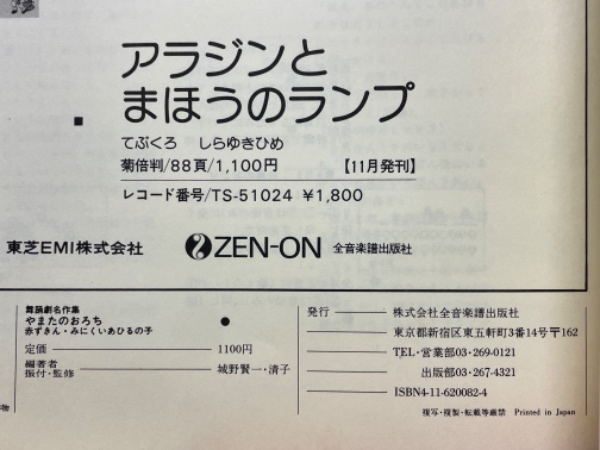 アラジンと
まほうのランプ
てぶくろ しらゆきひめ
菊倍判/88頁/1,100円 【11月発刊】
レコード番号/TS-51024 ¥1,800
東芝EMI株式会社 ZEN-ON 全音楽譜出版社
舞踊劇名作集
やまたのおろち
赤ずきん・みにくいあひるの子
定価 1100円
編著者
振付・監修 城野賢一・清子
発行 株式会社全音楽譜出版社
東京都新宿区東五軒町3番14号〒162
TEL・営業部03・269-0121
出版部03・267-4321
ISBN4-11-620082-4
複写・複製・転載等厳禁 Printed in Japan
物